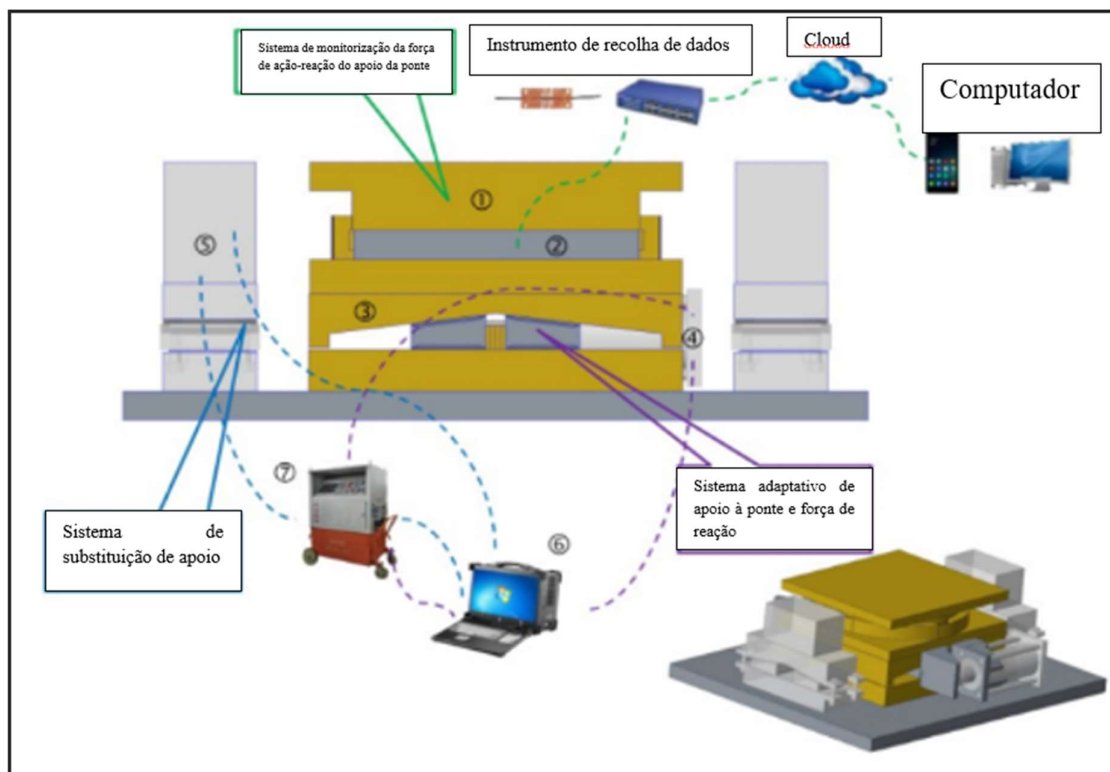 Sistema de monitorização da força
de ação-reação do apoio da ponte
Instrumento de recolha de dados
Cloud
Computador
①
②
③
④
⑤
⑥
⑦
Sistema de
substituição de apoio
Sistema adaptativo de
apoio à ponte e força de
reação